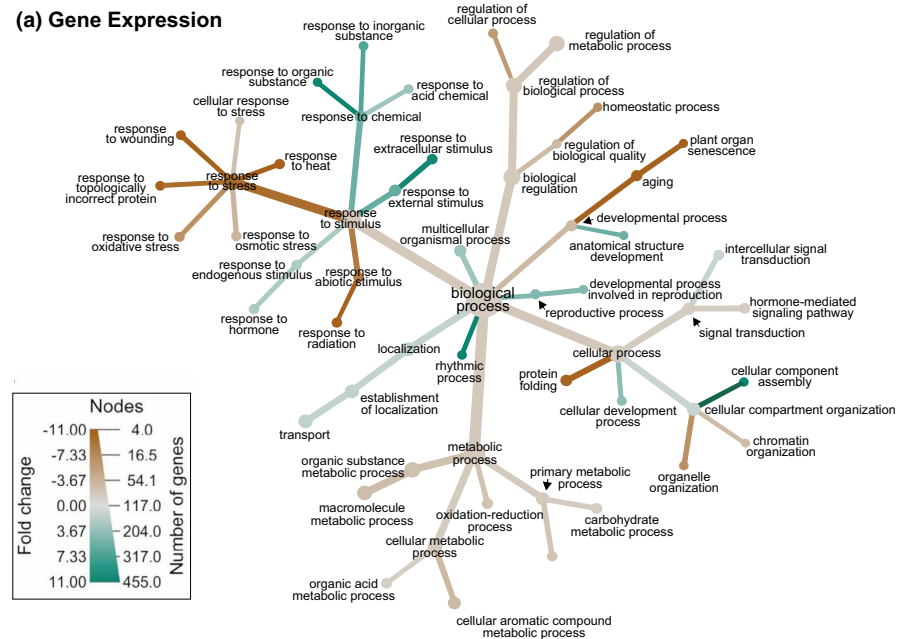 (a) Gene Expression
regulation of
cellular process
regulation of
metabolic process
response to inorganic
substance
response to organic
substance
response to
acid chemical
regulation of
biological process
cellular response
to stress
response to chemical
homeostatic process
response
to wounding
response to
extracellular stimulus
plant organ
senescence
response
to heat
regulation of
biological quality
response
to stress
response to
topologically
incorrect protein
biological
regulation
aging
response to
external stimulus
response
to stimulus
developmental process
multicellular
organismal process
response to
oxidative stress
response to
osmotic stress
anatomical structure
development
intercellular signal
transduction
response to
endogenous stimulus
response to
abiotic stimulus
developmental process
involved in reproduction
biological
process
hormone-mediated
signaling pathway
reproductive process
response to
hormone
response to
radiation
signal transduction
localization
cellular process
rhythmic
process
protein
folding
cellular component
assembly
establishment
of localization
cellular development
process
cellular compartment organization
transport
chromatin
organization
metabolic
process
organic substance
metabolic process
primary metabolic
process
organelle
organization
macromolecule
metabolic process
oxidation-reduction
process
carbohydrate
metabolic process
cellular metabolic
process
organic acid
metabolic process
cellular aromatic compound
metabolic process
Nodes
Fold change
Number of genes
-11.00 4.0
-7.33 16.5
-3.67 54.1
0.00 117.0
3.67 204.0
7.33 317.0
11.00 455.0